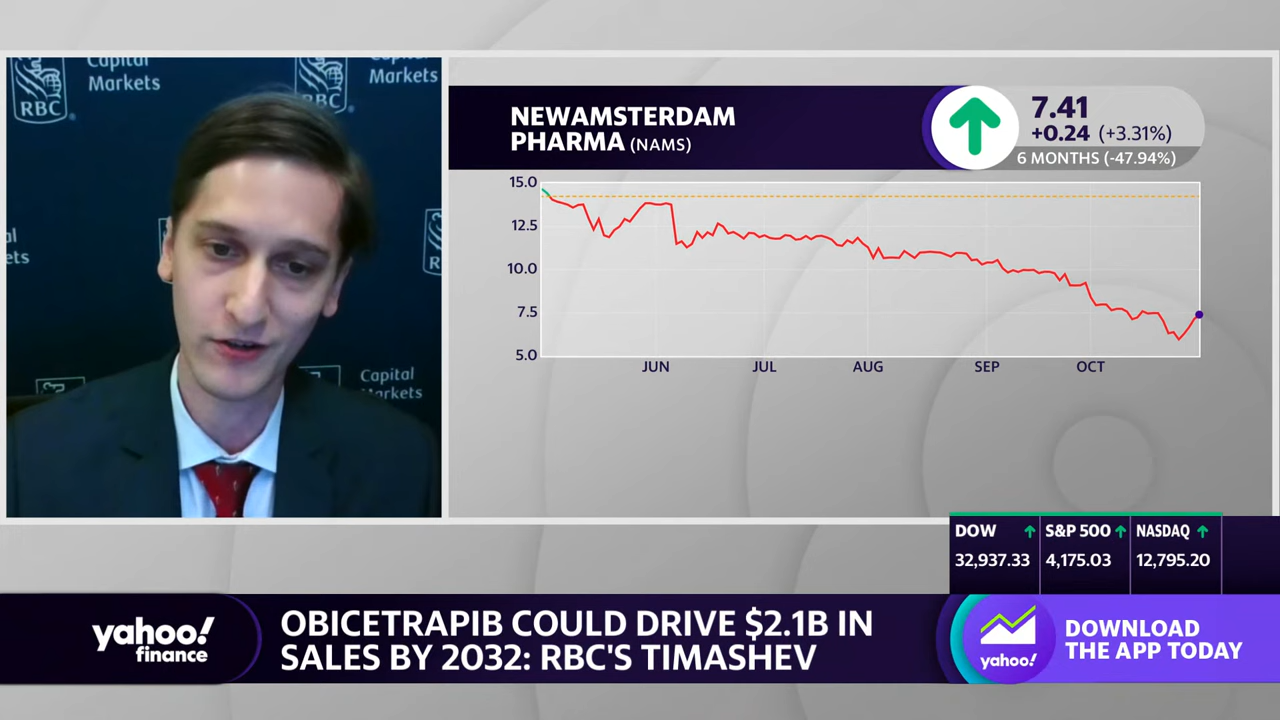 Capital
Markets
RBC
Capital
Markets
RBC
R
Capital
arkets
NEWAMSTERDAM
PHARMA (NAMS)
7.41
+0.24 (+3.31%)
6 MONTHS (-47.94%)
15.0
12.5
10.0
7.5
5.0
JUN JUL AUG SEP OCT
DOW
32,937.33
S&P 500
4,175.03
NASDAQ
12,795.20
yahoo!
finance
OBICETRAPIB COULD DRIVE $2.1B IN
SALES BY 2032: RBC'S TIMASHEV
yahoo!
DOWNLOAD
THE APP TODAY